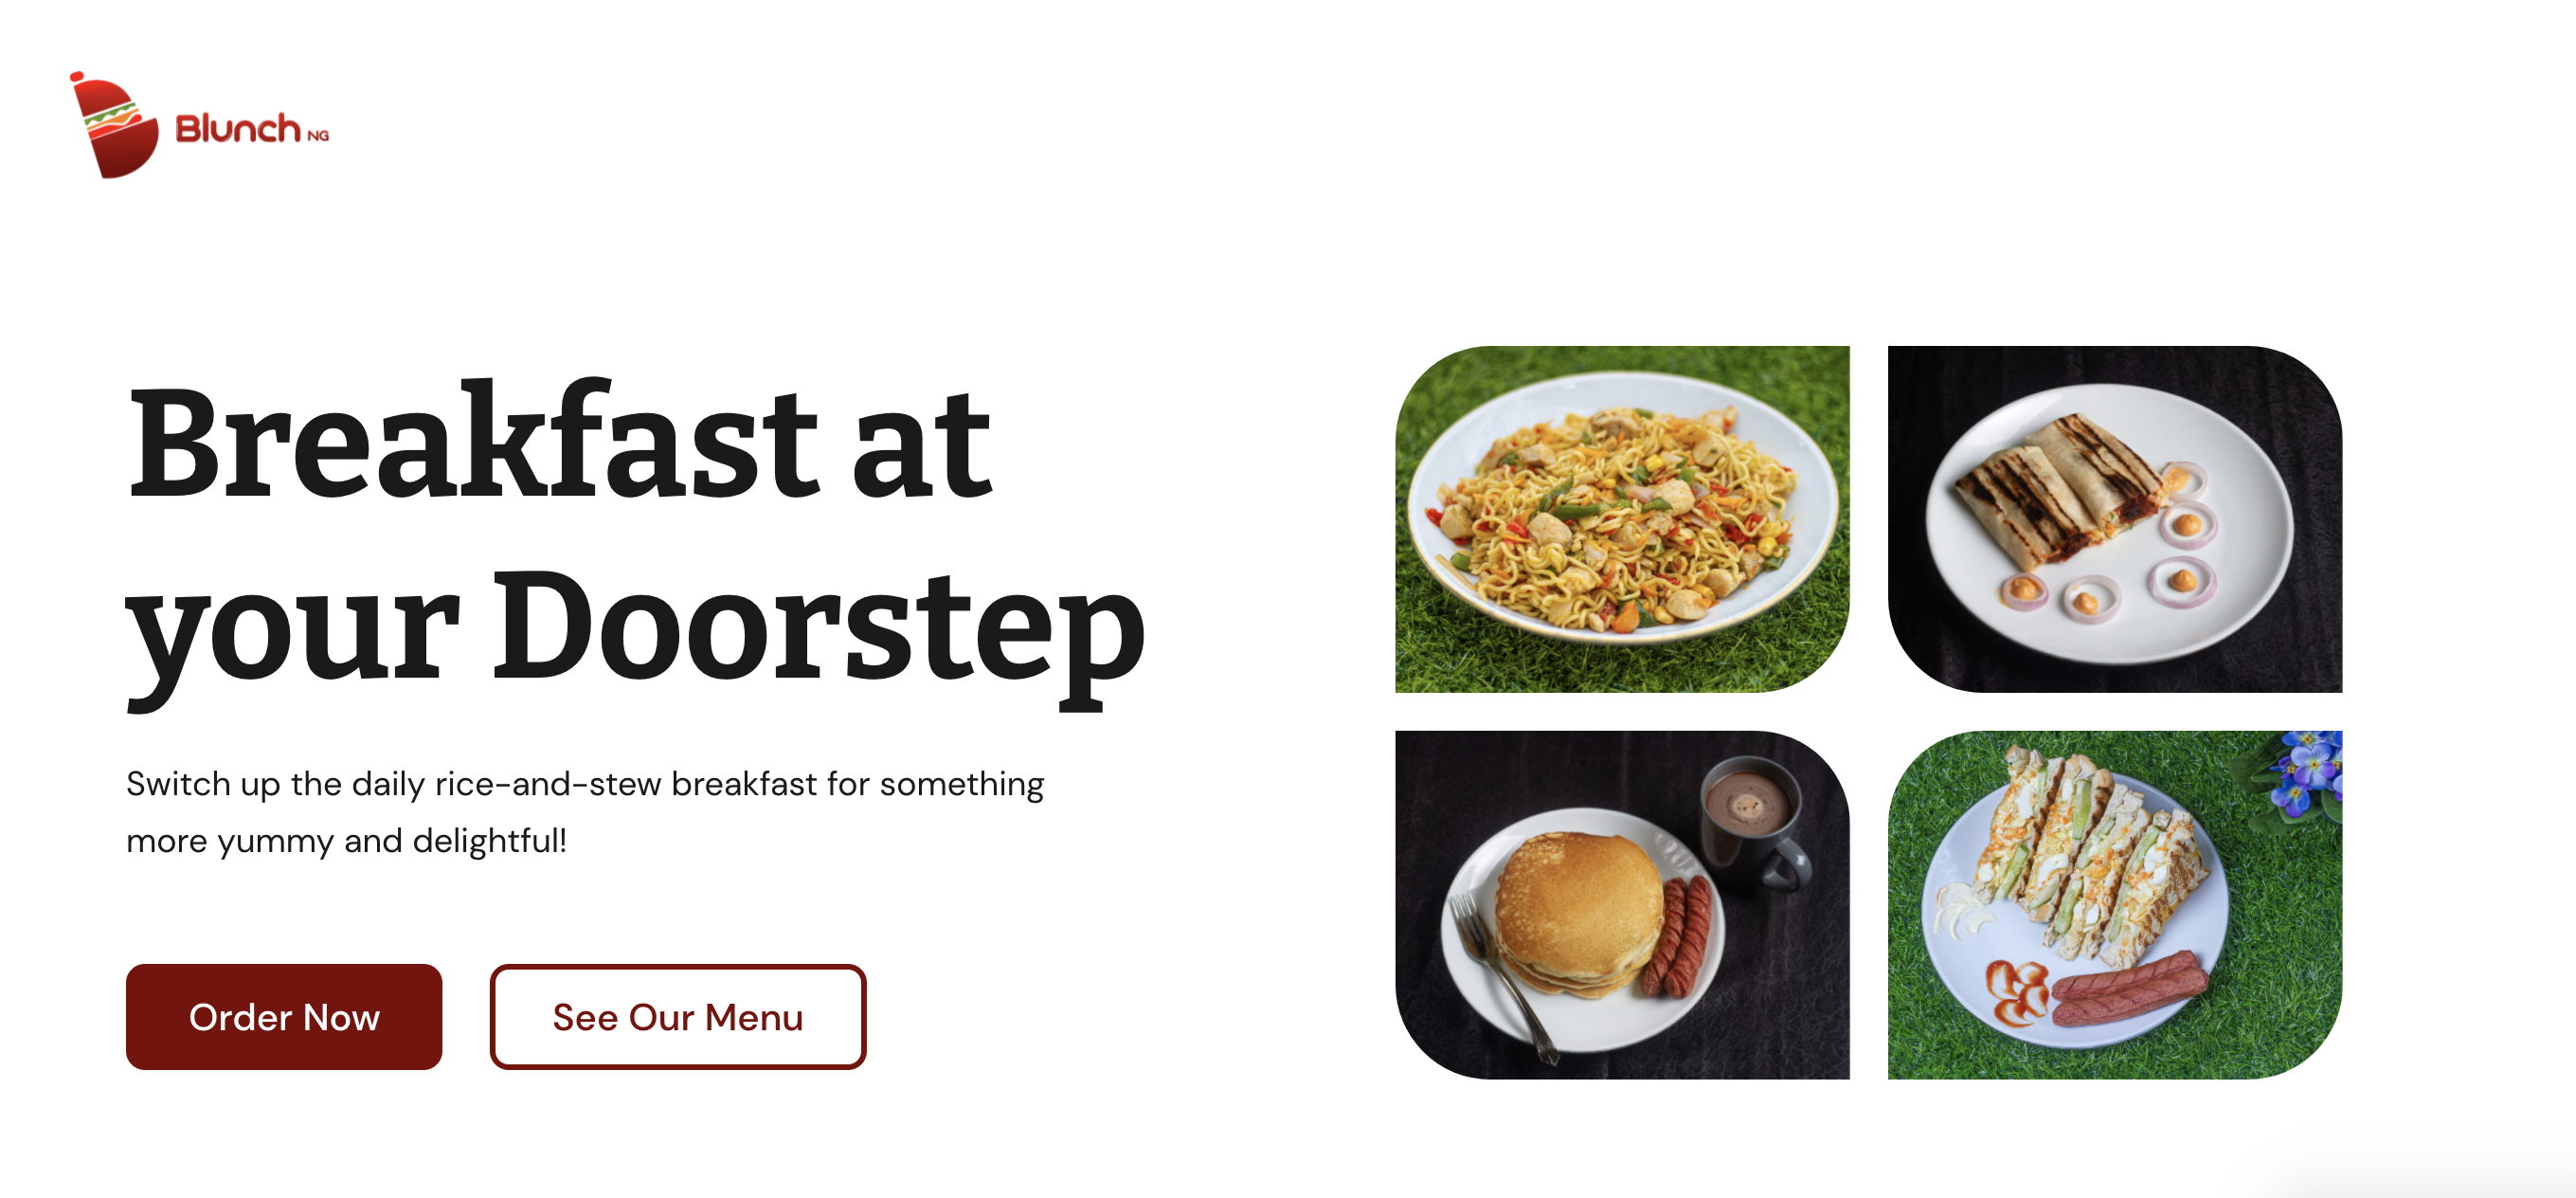 Blunch NG
Breakfast at
your Doorstep
Switch up the daily rice-and-stew breakfast for something
more yummy and delightful!
Order Now
See Our Menu